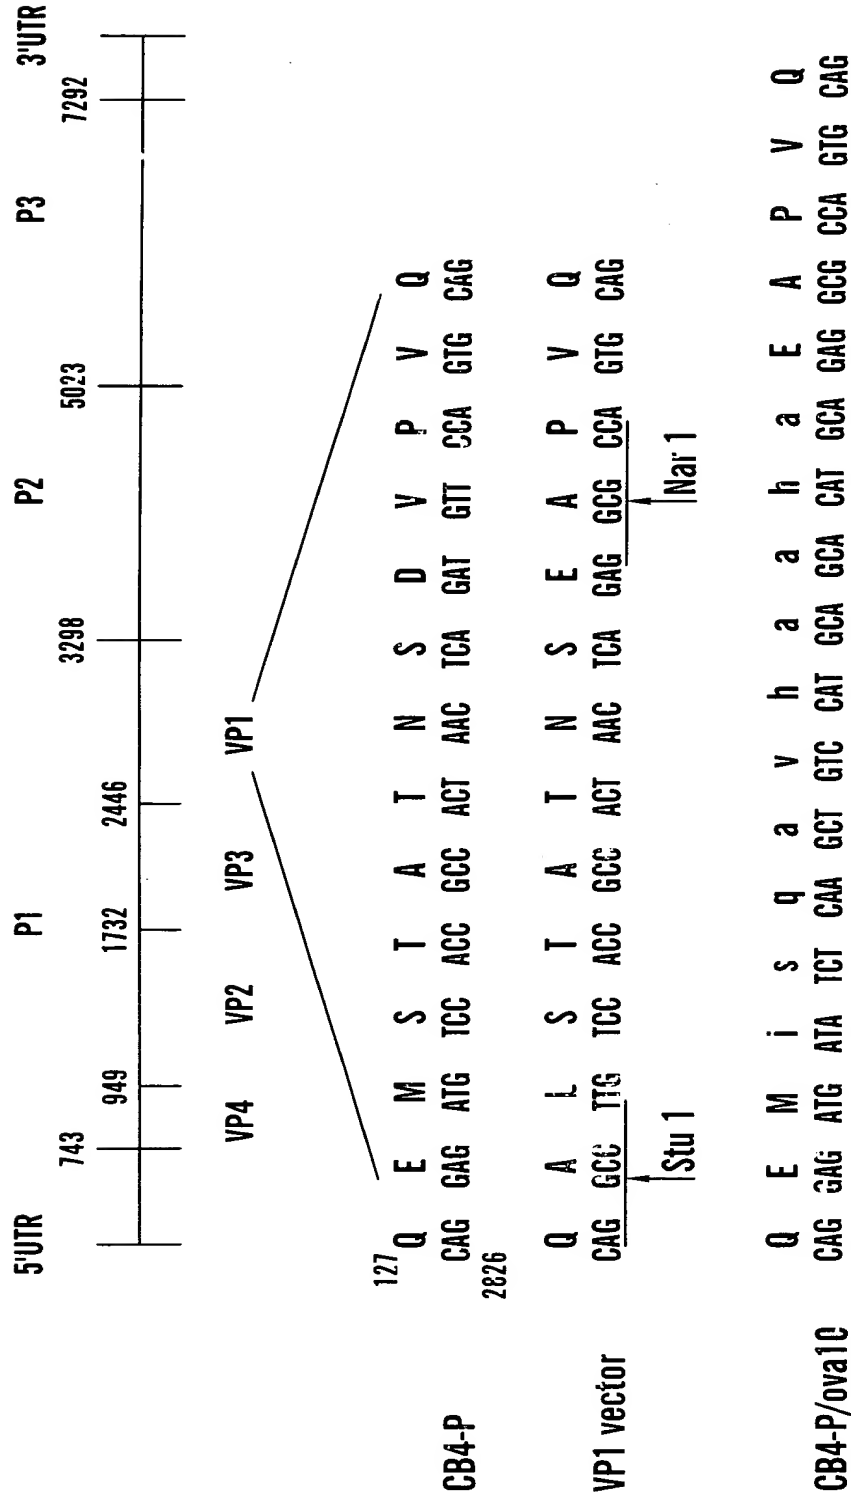 5'UTR P1 P2 P3 3'UTR
743 949 1732 2446 3298 5023 7292
VP4 VP2 VP3 VP1
127
CB4-P Q E M S T A T N S D V P V Q
CAG GAG ATG TCC ACC GCC ACT AAC TCA GAT GTT CCA GTG CAG
2826
VP1 vector Q A L S T A T N S E A P V Q
CAG GCC TTG TCC ACC GCC ACT AAC TCA GAG GCG CCA GTG CAG
Stu 1 Nar 1
CB4-P/ova10 Q E M i s q a v h a a h a E A P V Q
CAG GAG ATG ATA TCT CAA GCT GTC CAT GCA GCA CAT GCA GAG GCG CCA GTG CAG